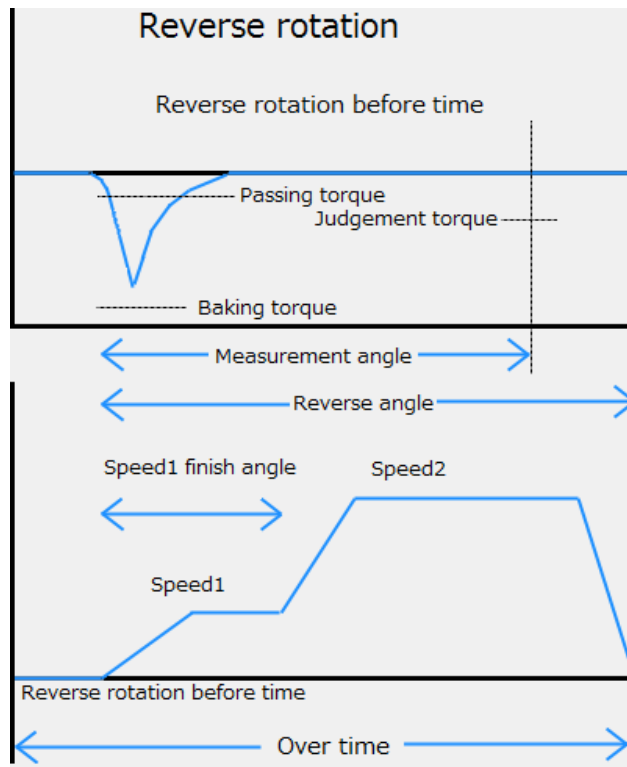 Reverse rotation
Reverse rotation before time
Passing torque
Judgement torque
Baking torque
Measurement angle
Reverse angle
Speed1 finish angle
Speed2
Speed1
Reverse rotation before time
Over time